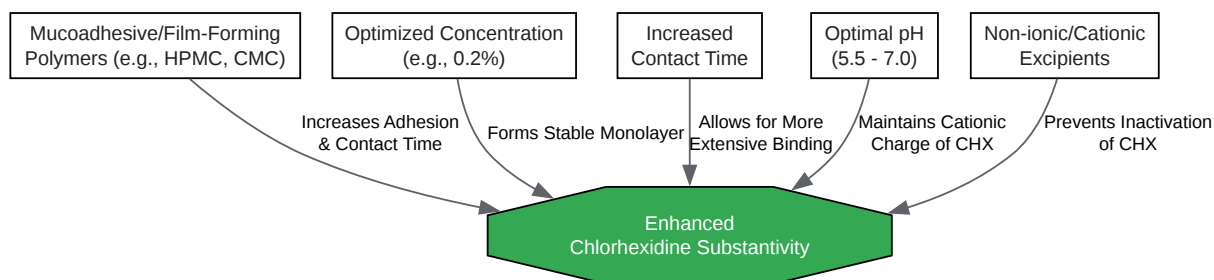 Mucoadhesive/Film-Forming
Polymers (e.g., HPMC, CMC)
Optimized Concentration
(e.g., 0.2%)
Increased
Contact Time
Optimal pH
(5.5 - 7.0)
Non-ionic/Cationic
Excipients
Increases Adhesion
& Contact Time
Forms Stable Monolayer
Allows for More
Extensive Binding
Maintains Cationic
Charge of CHX
Prevents Inactivation
of CHX
Enhanced
Chlorhexidine Substantivity